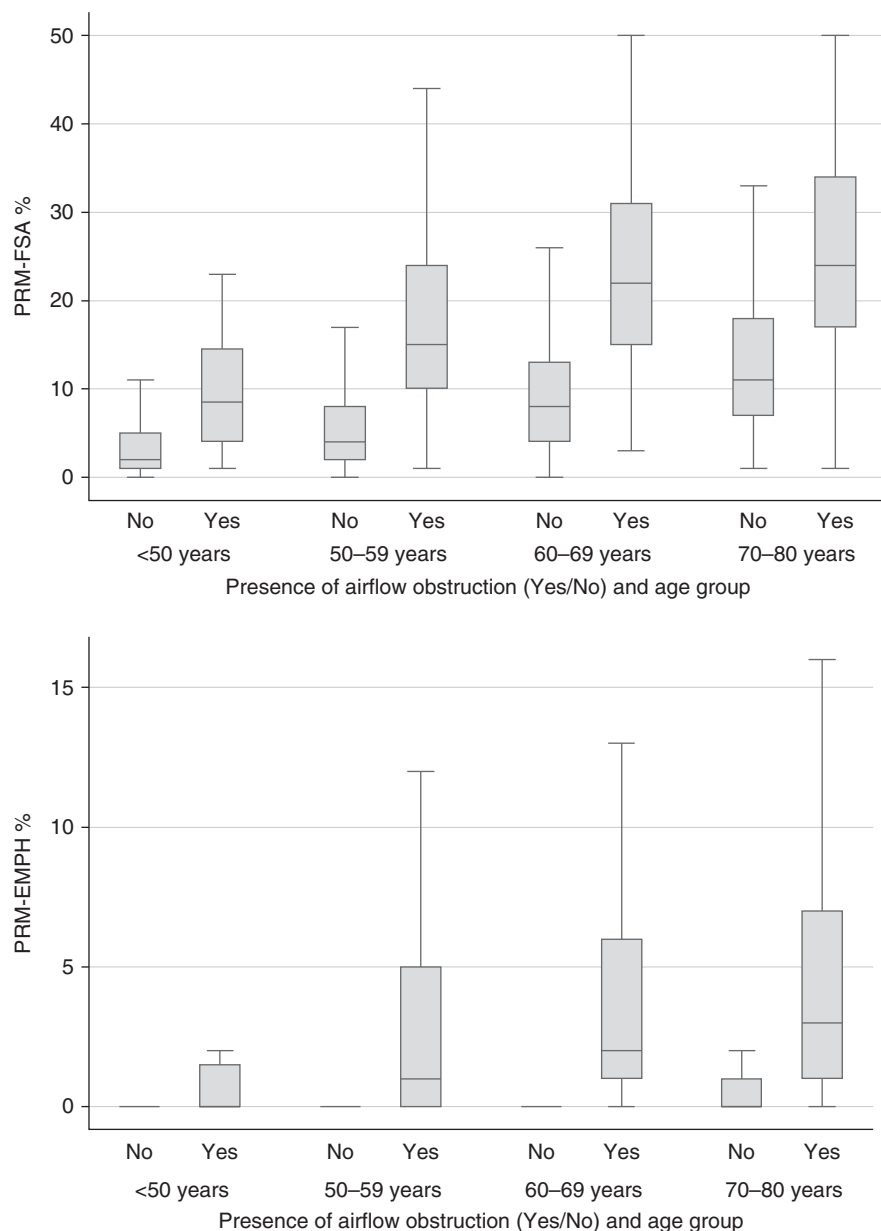 50
40
30
20
10
0
PRM-FSA %
No Yes No Yes No Yes No Yes
<50 years 50–59 years 60–69 years 70–80 years
Presence of airflow obstruction (Yes/No) and age group
15
10
5
0
PRM-EMPH %
No Yes No Yes No Yes No Yes
<50 years 50–59 years 60–69 years 70–80 years
Presence of airflow obstruction (Yes/No) and age group